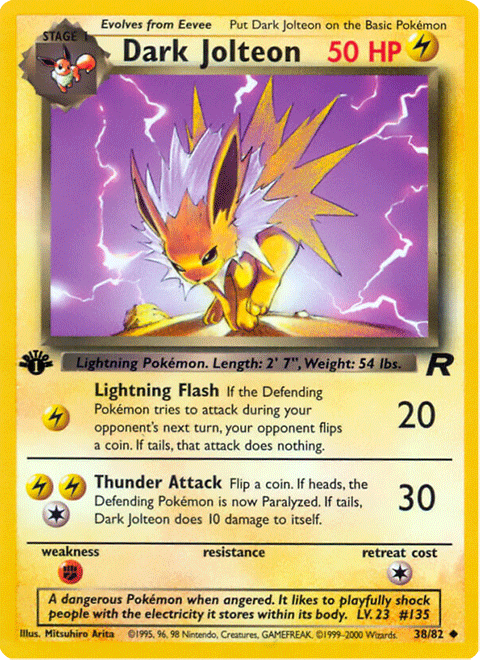 Evolves from Eevee Put Dark Jolteon on the Basic Pokémon
STAGE 1
Dark Jolteon 50 HP
Lightning Pokémon. Length: 2' 7", Weight: 54 lbs.
EDITION
1
R
Lightning Flash If the Defending
Pokémon tries to attack during your
opponent's next turn, your opponent flips
a coin. If tails, that attack does nothing.
20
Thunder Attack Flip a coin. If heads, the
Defending Pokémon is now Paralyzed. If tails,
Dark Jolteon does 10 damage to itself.
30
weakness resistance retreat cost
A dangerous Pokémon when angered. It likes to playfully shock
people with the electricity it stores within its body. LV. 23 #135
Illus. Mitsuhiro Arita ©1995, 96, 98 Nintendo, Creatures, GAMEFREAK. ©1999-2000 Wizards. 38/82